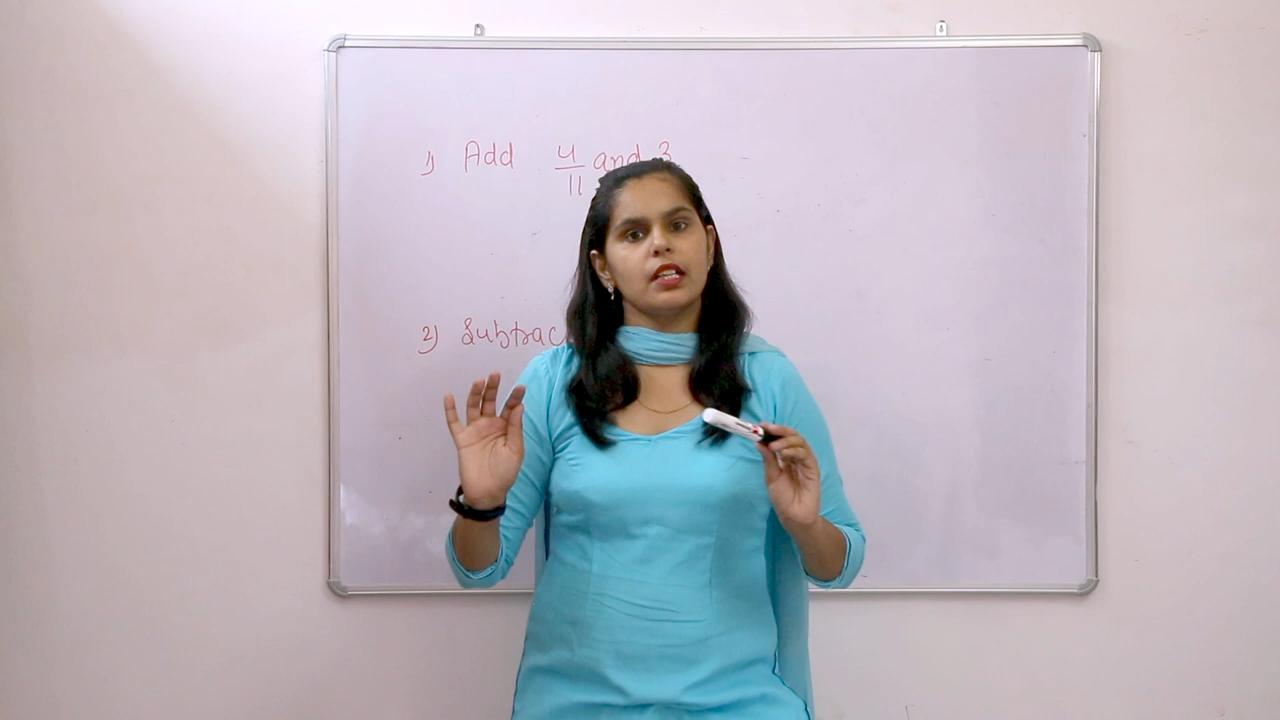 1) Add 4/11 and 3
2) Subtrac